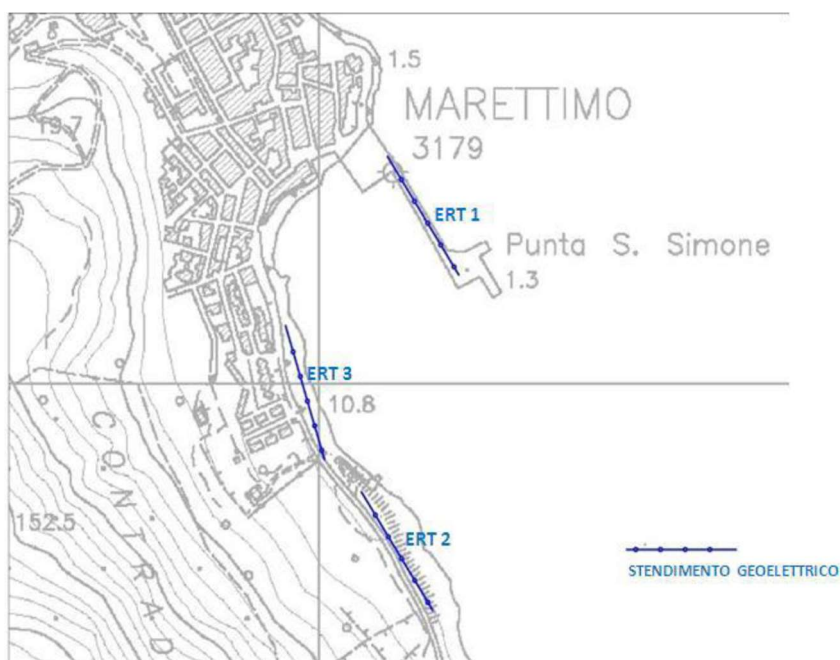 1.5
MARETTIMO
19.7
3179
ERT 1
Punta S. Simone
1.3
ERT 3
10.8
CONTRAD
152.5
ERT 2
STENDIMENTO GEOELETTRICO